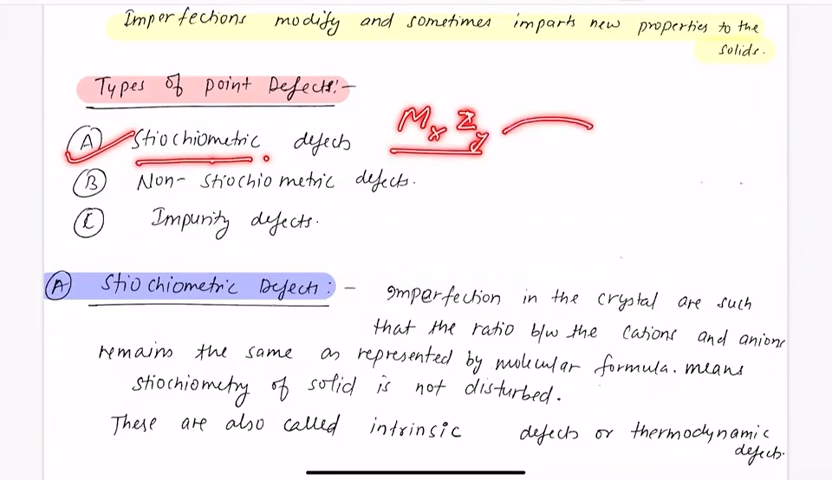 Imperfections modify and sometimes imparts new properties to the
solids.
Types of point Defects:-
(A) Stiochiometric defects MxZy
(B) Non-stiochiometric defects.
(C) Impurity defects.
(A) Stiochiometric Defects: - Imperfection in the crystal are such
that the ratio b/w the cations and anions
remains the same as represented by molecular formula. means
stiochiometry of solid is not disturbed.
These are also called intrinsic defects or thermodynamic
defects.